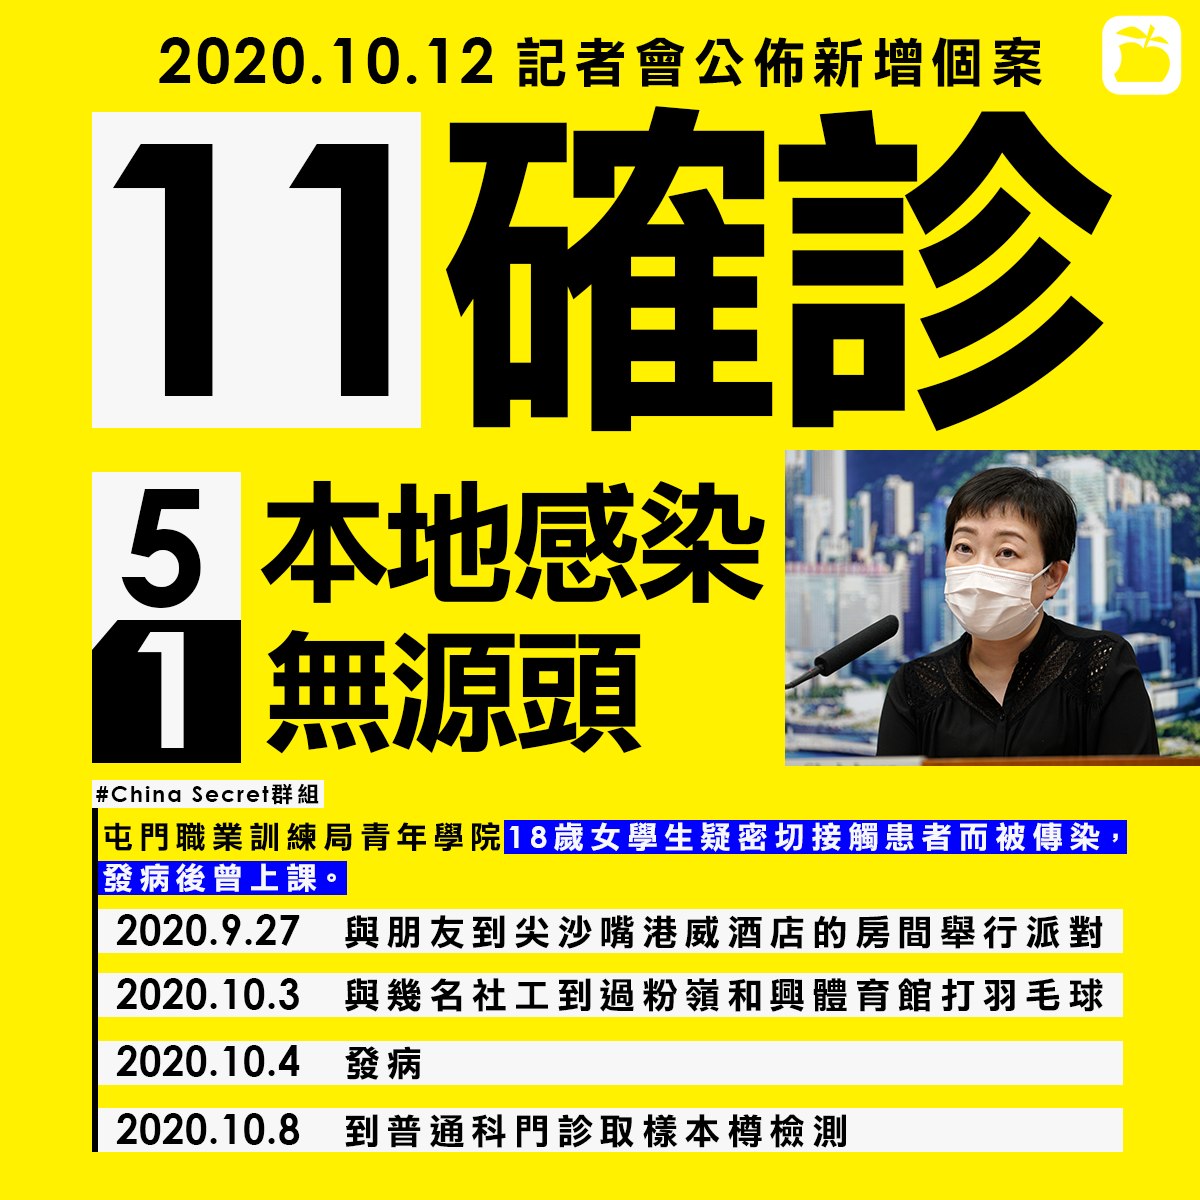 2020.10.12 記者會公佈新增個案
11確診
5 本地感染
1 無源頭
#China Secret群組
屯門職業訓練局青年學院18歲女學生疑密切接觸患者而被傳染，
發病後曾上課。
2020.9.27 與朋友到尖沙嘴港威酒店的房間舉行派對
2020.10.3 與幾名社工到過粉嶺和興體育館打羽毛球
2020.10.4 發病
2020.10.8 到普通科門診取樣本樽檢測